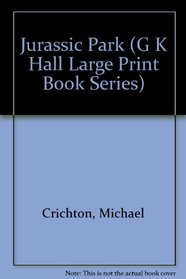 Jurassic Park (G K
Hall Large Print
Book Series)
Crichton, Michael
Note: This is not the actual book cover